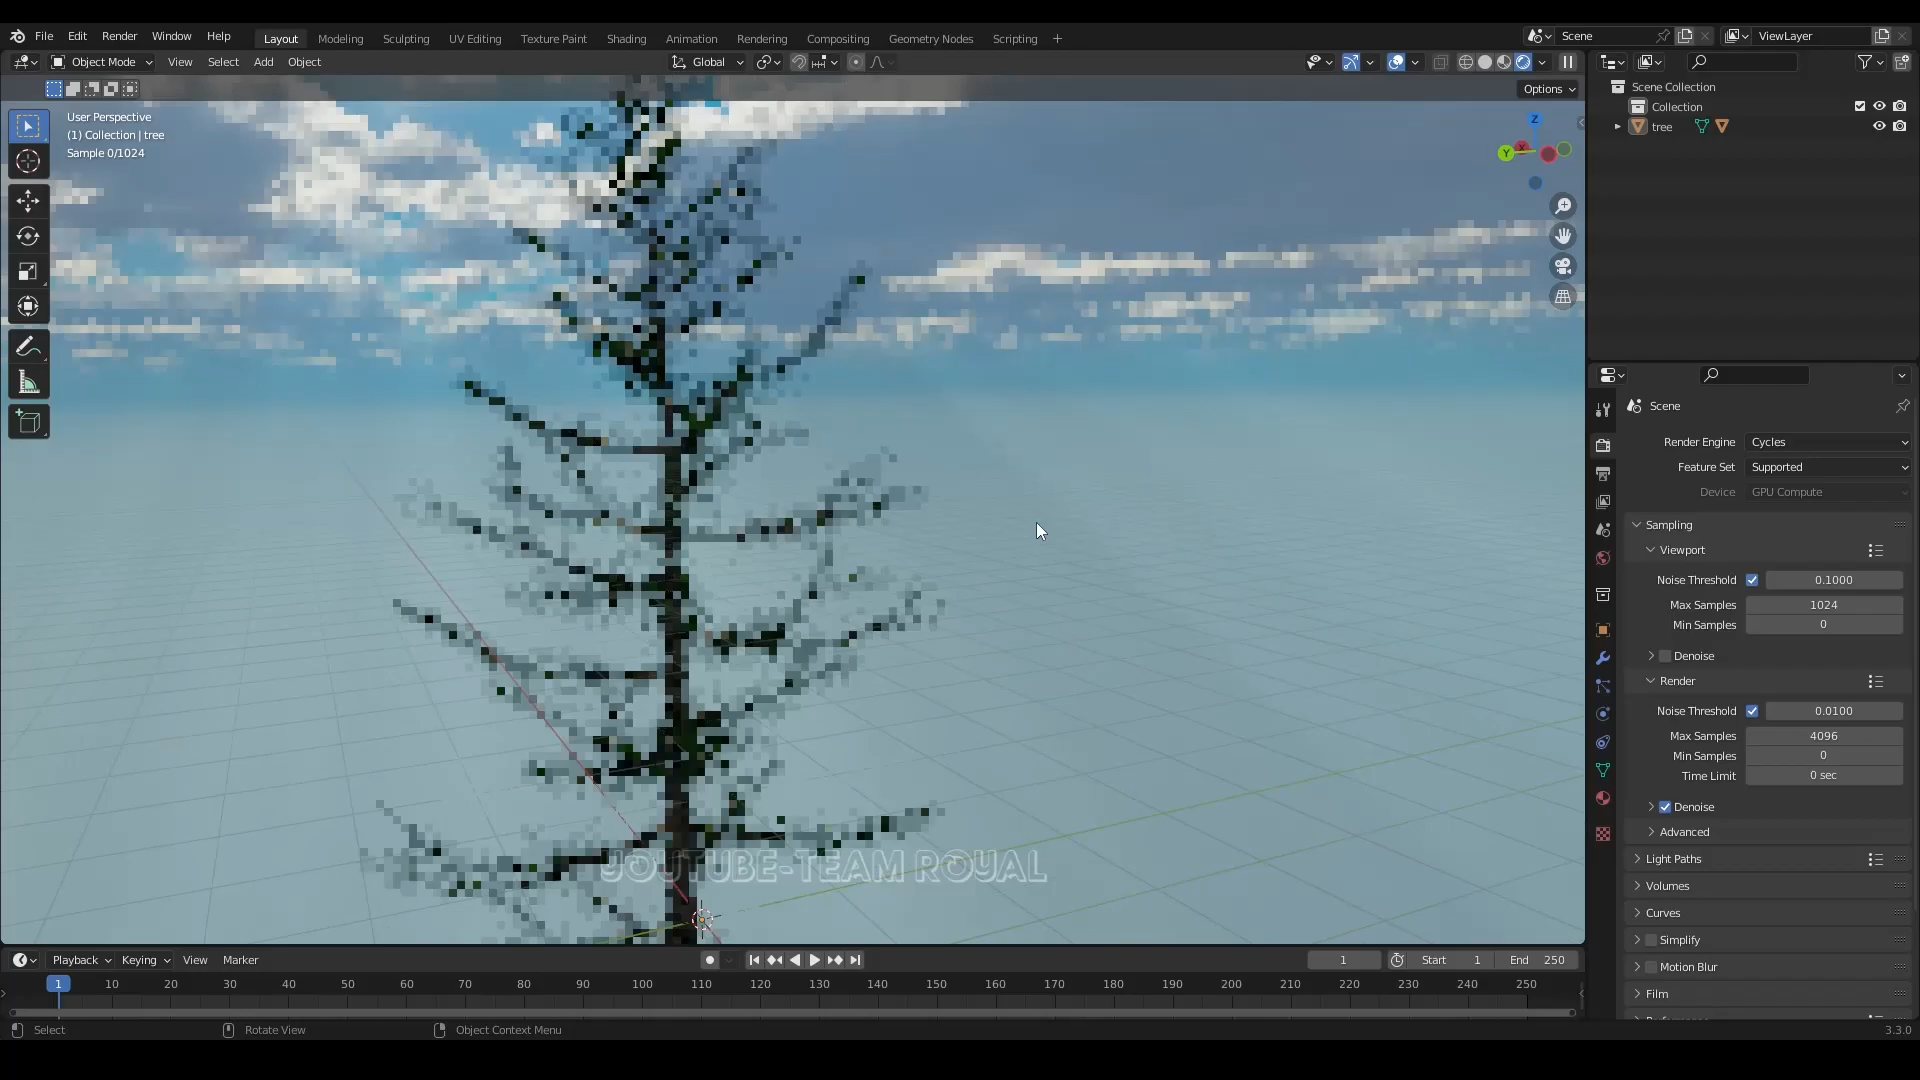 File Edit Render Window Help
Layout Modeling Sculpting UV Editing Texture Paint Shading Animation Rendering Compositing Geometry Nodes Scripting +
Scene
ViewLayer
Object Mode View Select Add Object
Global
Options
User Perspective
(1) Collection | tree
Sample 0/1024
Z
Y
X
YOUTUBE-TEAM ROYAL
Scene Collection
Collection
tree
Scene
Render Engine Cycles
Feature Set Supported
Device GPU Compute
Sampling
Viewport
Noise Threshold 0.1000
Max Samples 1024
Min Samples 0
Denoise
Render
Noise Threshold 0.0100
Max Samples 4096
Min Samples 0
Time Limit 0 sec
Denoise
Advanced
Light Paths
Volumes
Curves
Simplify
Motion Blur
Film
Playback Keying View Marker
1 Start 1 End 250
1 10 20 30 40 50 60 70 80 90 100 110 120 130 140 150 160 170 180 190 200 210 220 230 240 250
Select Rotate View Object Context Menu
3.3.0